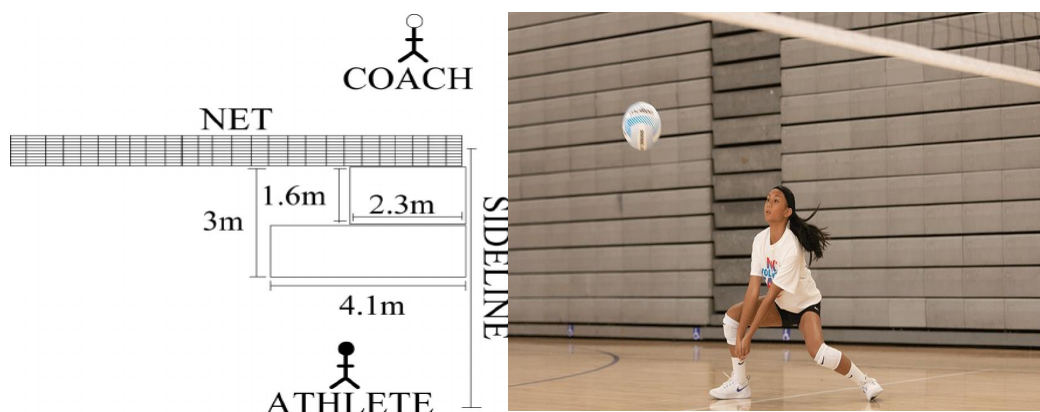 COACH
NET
1.6m
2.3m
3m
SIDELINE
4.1m
ATHLETE